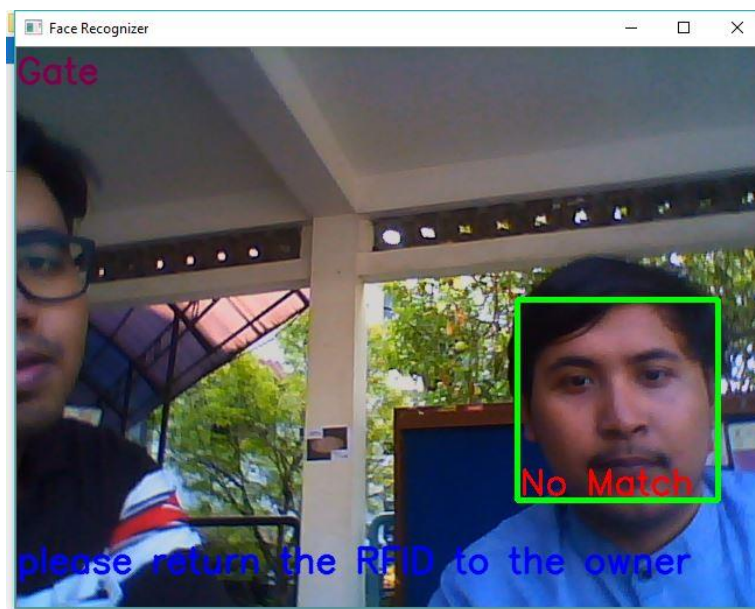 Face Recognizer
Gate
No Match
please return the RFID to the owner